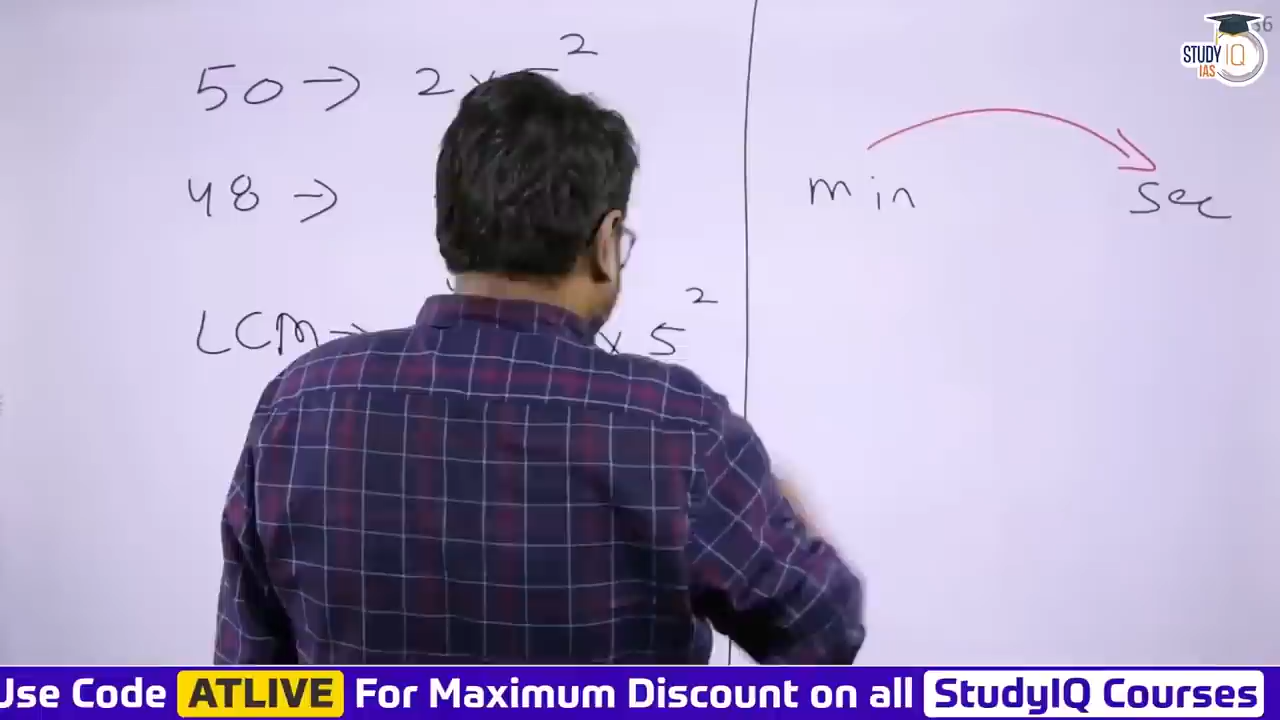 50 → 2 × 5²
48 →
LCM → × 5²
min sec
STUDY IQ
IAS
Use Code ATLIVE For Maximum Discount on all StudyIQ Courses